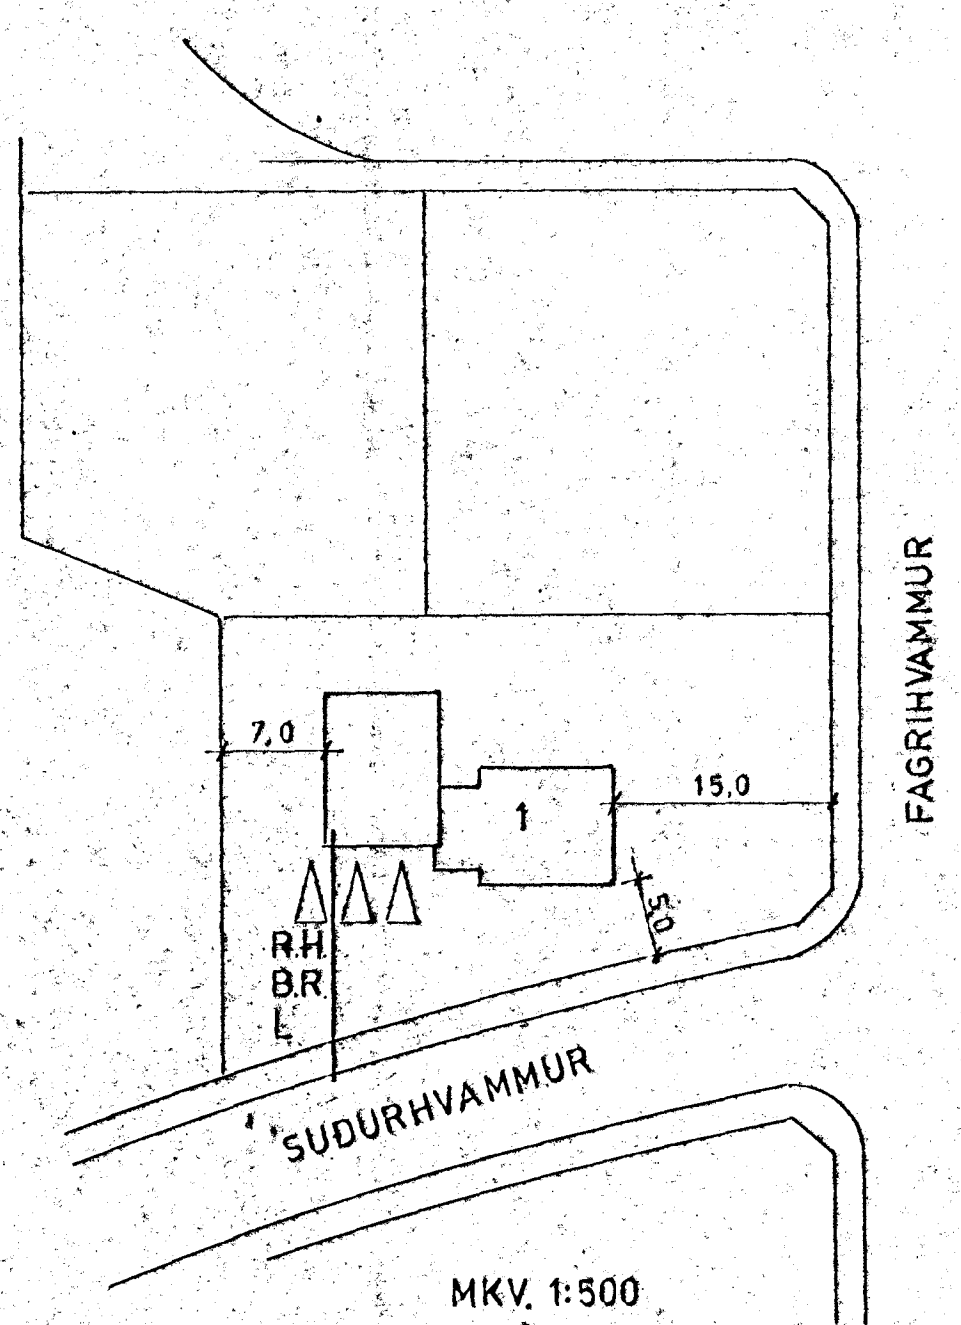 FAGRIHVAMMUR
7,0
15,0
1
5,0
R.H.
B.R.
L
SUDURHVAMMUR
MKV. 1:500